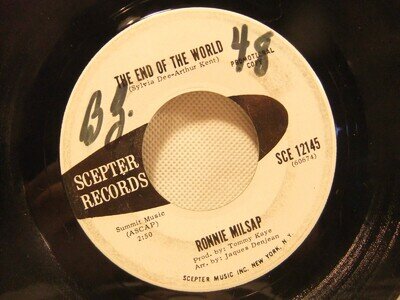 THE END OF THE WORLD
(Sylvia Dee-Arthur Kent)
48
PROMOTIONAL
COPY
B.J.
SCEPTER
RECORDS
SCE 12145
(60674)
Summit Music
(ASCAP)
2:50
RONNIE MILSAP
Prod. by: Tommy Kaye
Arr. by: Jaques Denjean
SCEPTER MUSIC INC. NEW YORK, N.Y.